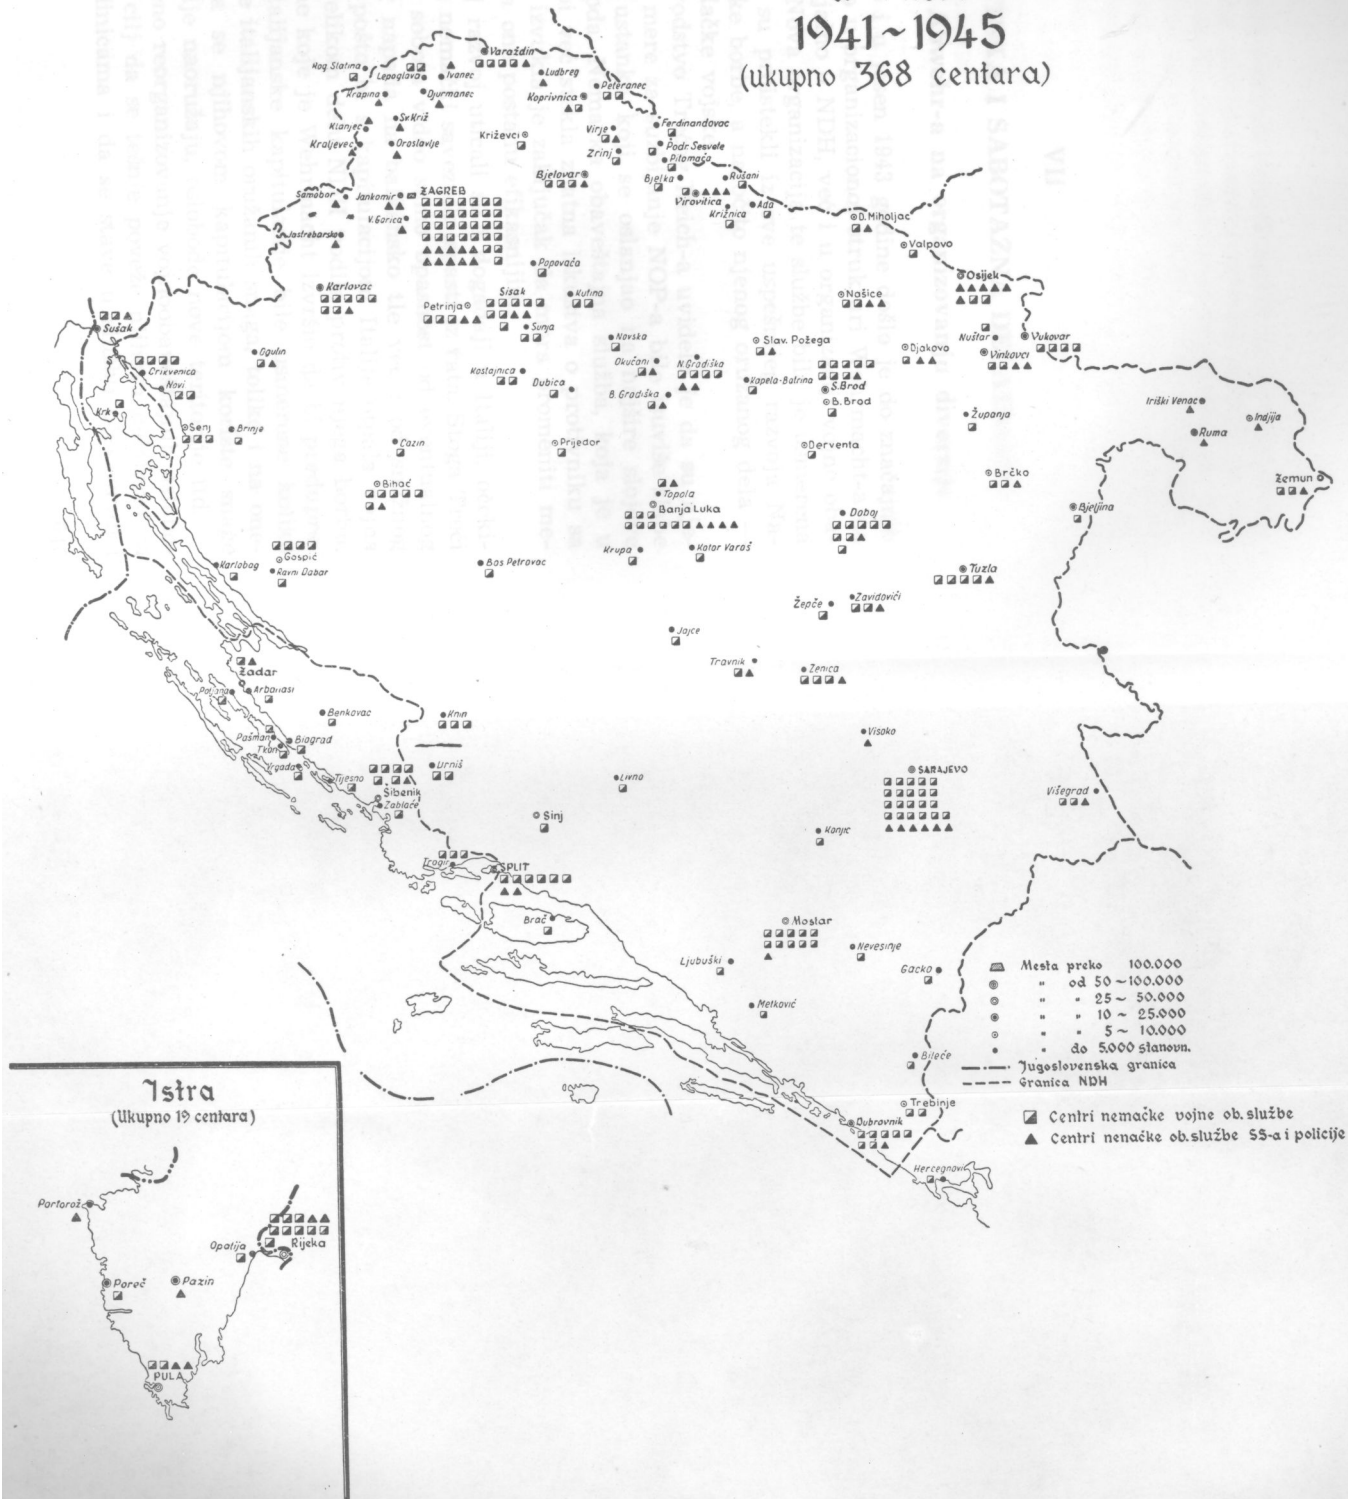 1941~1945
(ukupno 368 centara)
Varaždin
Rog. Slatina
Lepoglava
Ivanec
Ludbreg
Peteranec
Krapina
Djurmanec
Koprivnica
Klanjec
Sv. Križ
Ferdinandovac
Kraljevec
Oroslavlje
Križevci
Virje
Zrinj
Podr. Sesvete
Pitomača
Bjelovar
Bjelka
Rušani
Samobor
Jankomir
ZAGREB
Virovitica
Ada
Križnica
V. Gorica
D. Miholjac
Jastrebarsko
Valpovo
Popovača
Osijek
Karlovac
Petrinja
Sisak
Kutina
Našice
Sušak
Sunja
Novska
Slav. Požega
Nuštar
Vukovar
Ogulin
Okučani
N. Gradiška
Djakovo
Vinkovci
Crikvenica
Kostajnica
Dubica
Kapela-Batrina
S. Brod
Novi
B. Gradiška
B. Brod
Iriški Venac
Krk
Županja
Indjija
Senj
Brinje
Cazin
Prijedor
Derventa
Ruma
Bihać
Brčko
Zemun
Topola
Banja Luka
Doboj
Bjeljina
Gospić
Krupa
Kotor Varoš
Karlobag
Ravni Dabar
Bos Petrovac
Tuzla
Žepče
Zavidovići
Jajce
Travnik
Zenica
Zadar
Poljana
Arbanasi
Benkovac
Knin
Pašman
Biograd
Visoko
Tkon
Vrgada
Tijesno
Drniš
Livno
SARAJEVO
Šibenik
Zablaće
Višegrad
Sinj
Konjic
Trogir
SPLIT
Brač
Mostar
Nevesinje
Ljubuški
Gacko
Metković
Mesta preko 100.000
" od 50~100.000
" " 25~ 50.000
" " 10~ 25.000
" " 5~ 10.000
" do 5.000 stanovn.
Jugoslovenska granica
Granica NDH
Bileće
Trebinje
Dubrovnik
Hercegnovi
Centri nemačke vojne ob. službe
Centri nenačke ob. službe SS-a i policije
Istra
(Ukupno 19 centara)
Portorož
Opatija
Rijeka
Poreč
Pazin
PULA